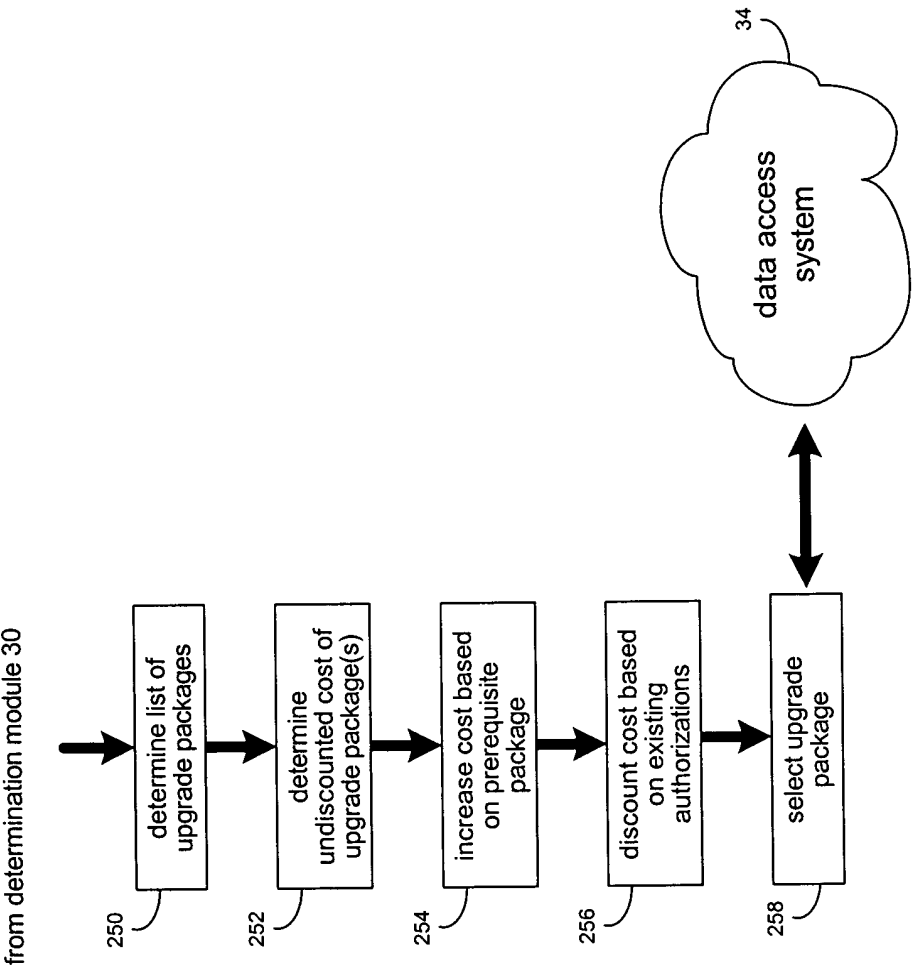 from determination module 30
250
determine list of
upgrade packages
252
determine
undiscounted cost of
upgrade package(s)
254
increase cost based
on prerequisite
package
256
discount cost based
on existing
authorizations
258
select upgrade
package
34
data access
system